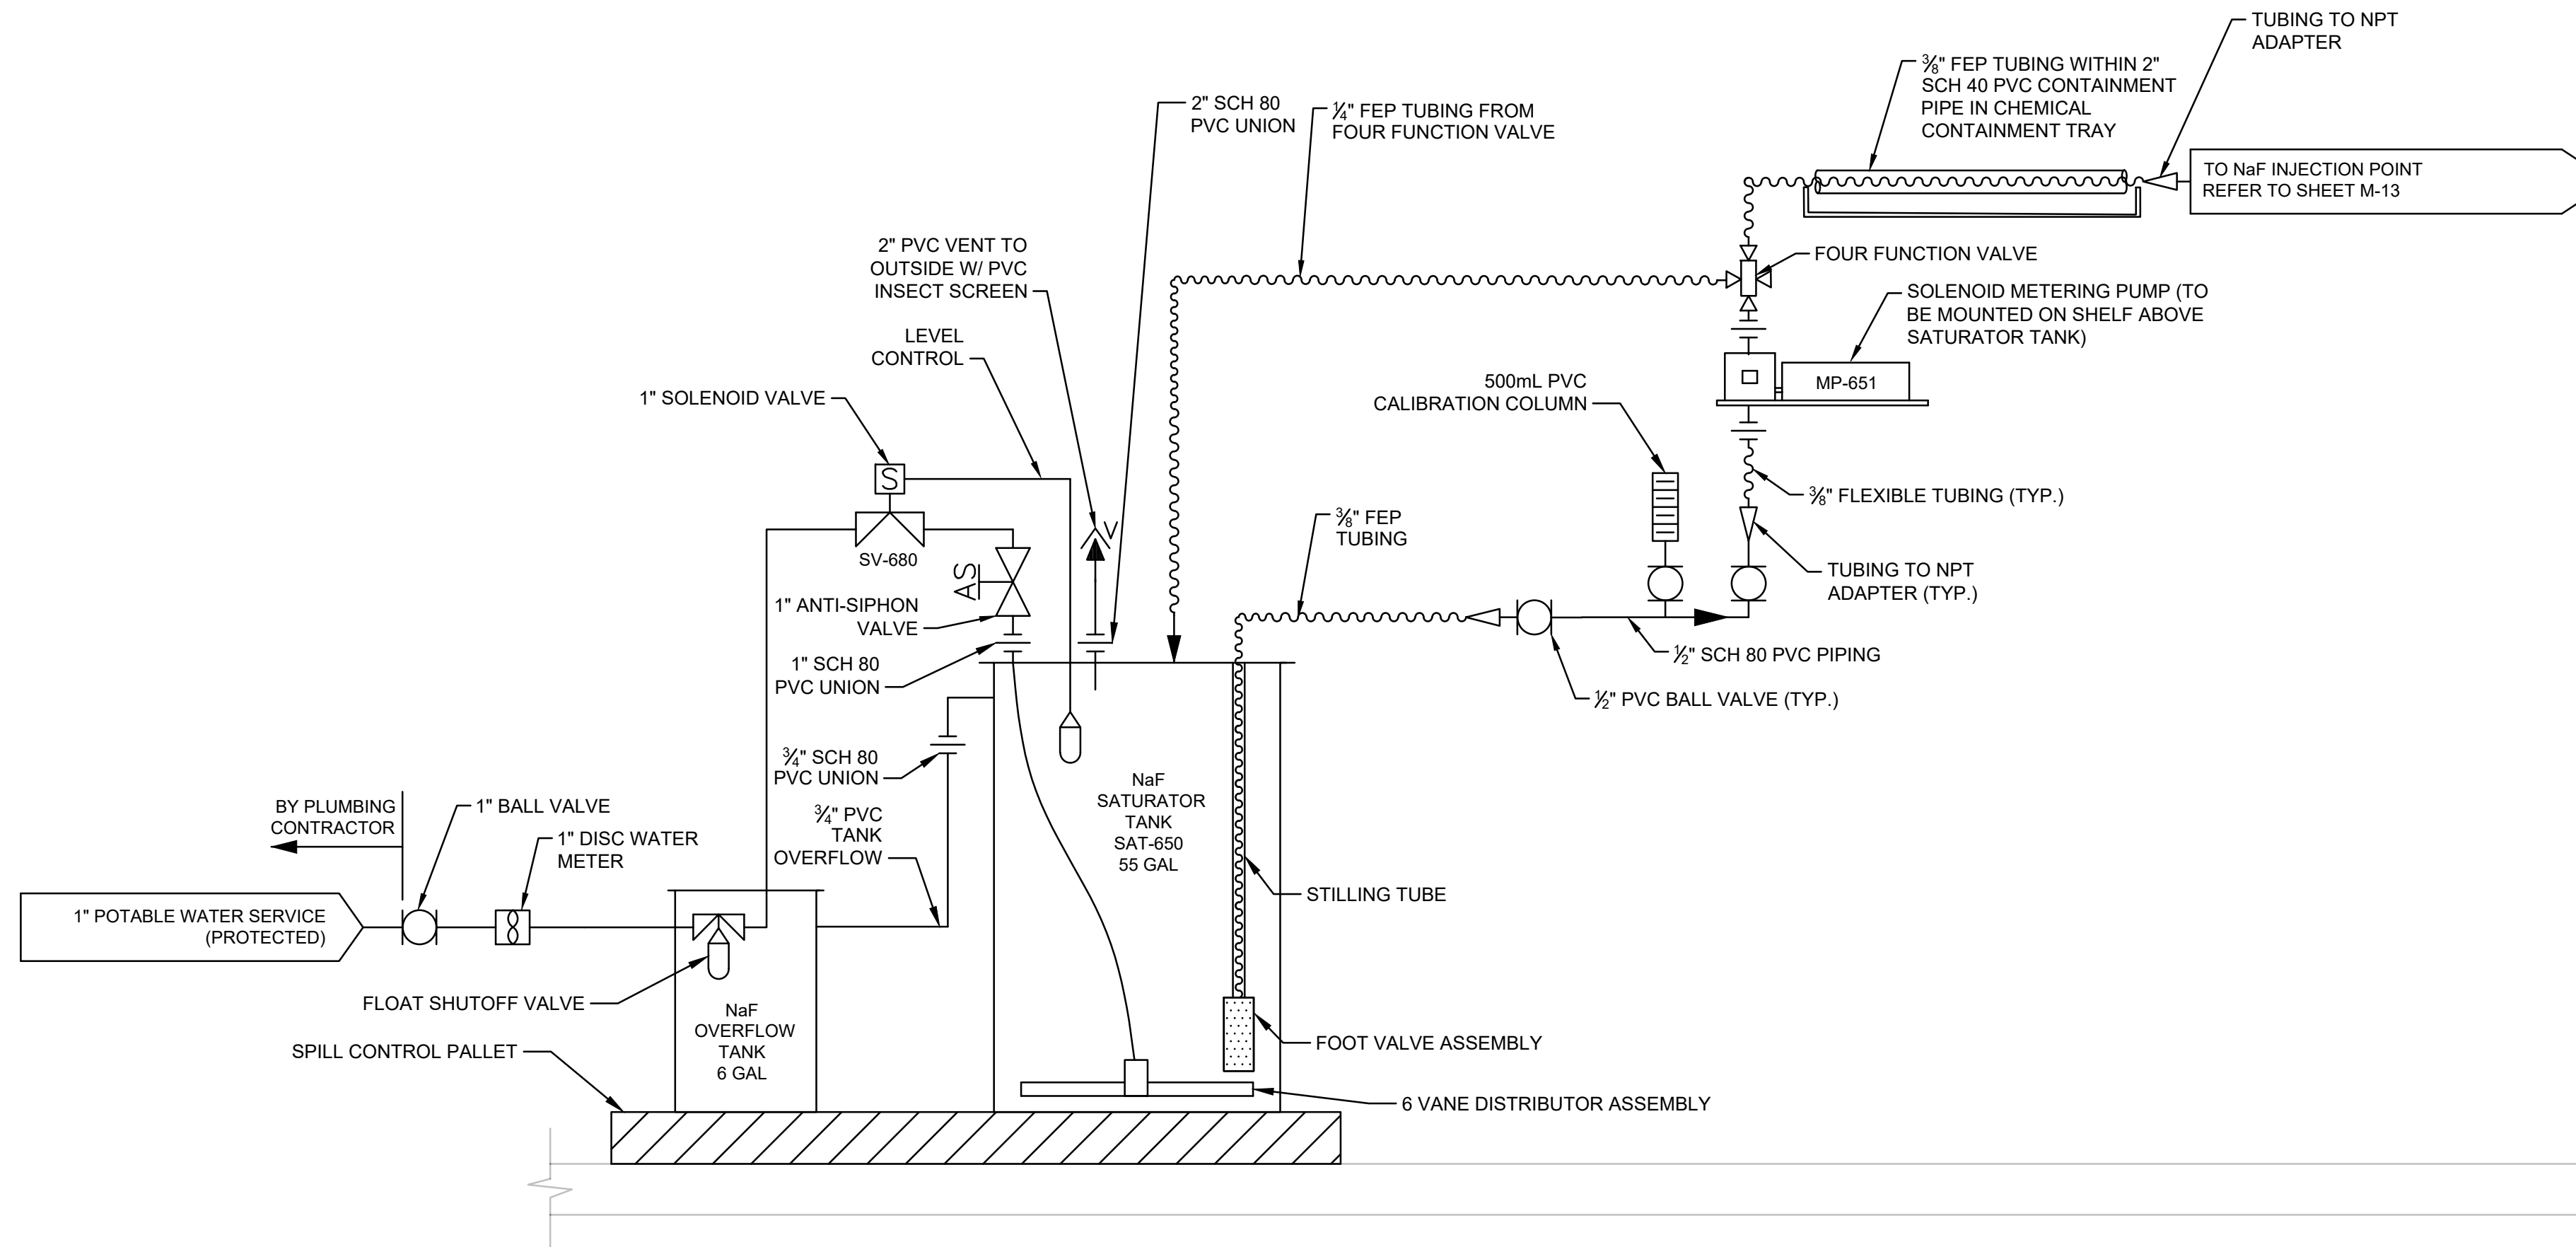 TUBING TO NPT
ADAPTER
⅜" FEP TUBING WITHIN 2"
SCH 40 PVC CONTAINMENT
PIPE IN CHEMICAL
CONTAINMENT TRAY
2" SCH 80
PVC UNION
¼" FEP TUBING FROM
FOUR FUNCTION VALVE
TO NaF INJECTION POINT
REFER TO SHEET M-13
2" PVC VENT TO
OUTSIDE W/ PVC
INSECT SCREEN
FOUR FUNCTION VALVE
SOLENOID METERING PUMP (TO
BE MOUNTED ON SHELF ABOVE
SATURATOR TANK)
LEVEL
CONTROL
MP-651
1" SOLENOID VALVE
500mL PVC
CALIBRATION COLUMN
S
⅜" FLEXIBLE TUBING (TYP.)
V
⅜" FEP
TUBING
SV-680
AS
TUBING TO NPT
ADAPTER (TYP.)
1" ANTI-SIPHON
VALVE
1" SCH 80
PVC UNION
½" SCH 80 PVC PIPING
½" PVC BALL VALVE (TYP.)
¾" SCH 80
PVC UNION
NaF
SATURATOR
TANK
SAT-650
55 GAL
BY PLUMBING
CONTRACTOR
1" BALL VALVE
1" DISC WATER
METER
¾" PVC
TANK
OVERFLOW
STILLING TUBE
1" POTABLE WATER SERVICE
(PROTECTED)
FLOAT SHUTOFF VALVE
NaF
OVERFLOW
TANK
6 GAL
SPILL CONTROL PALLET
FOOT VALVE ASSEMBLY
6 VANE DISTRIBUTOR ASSEMBLY